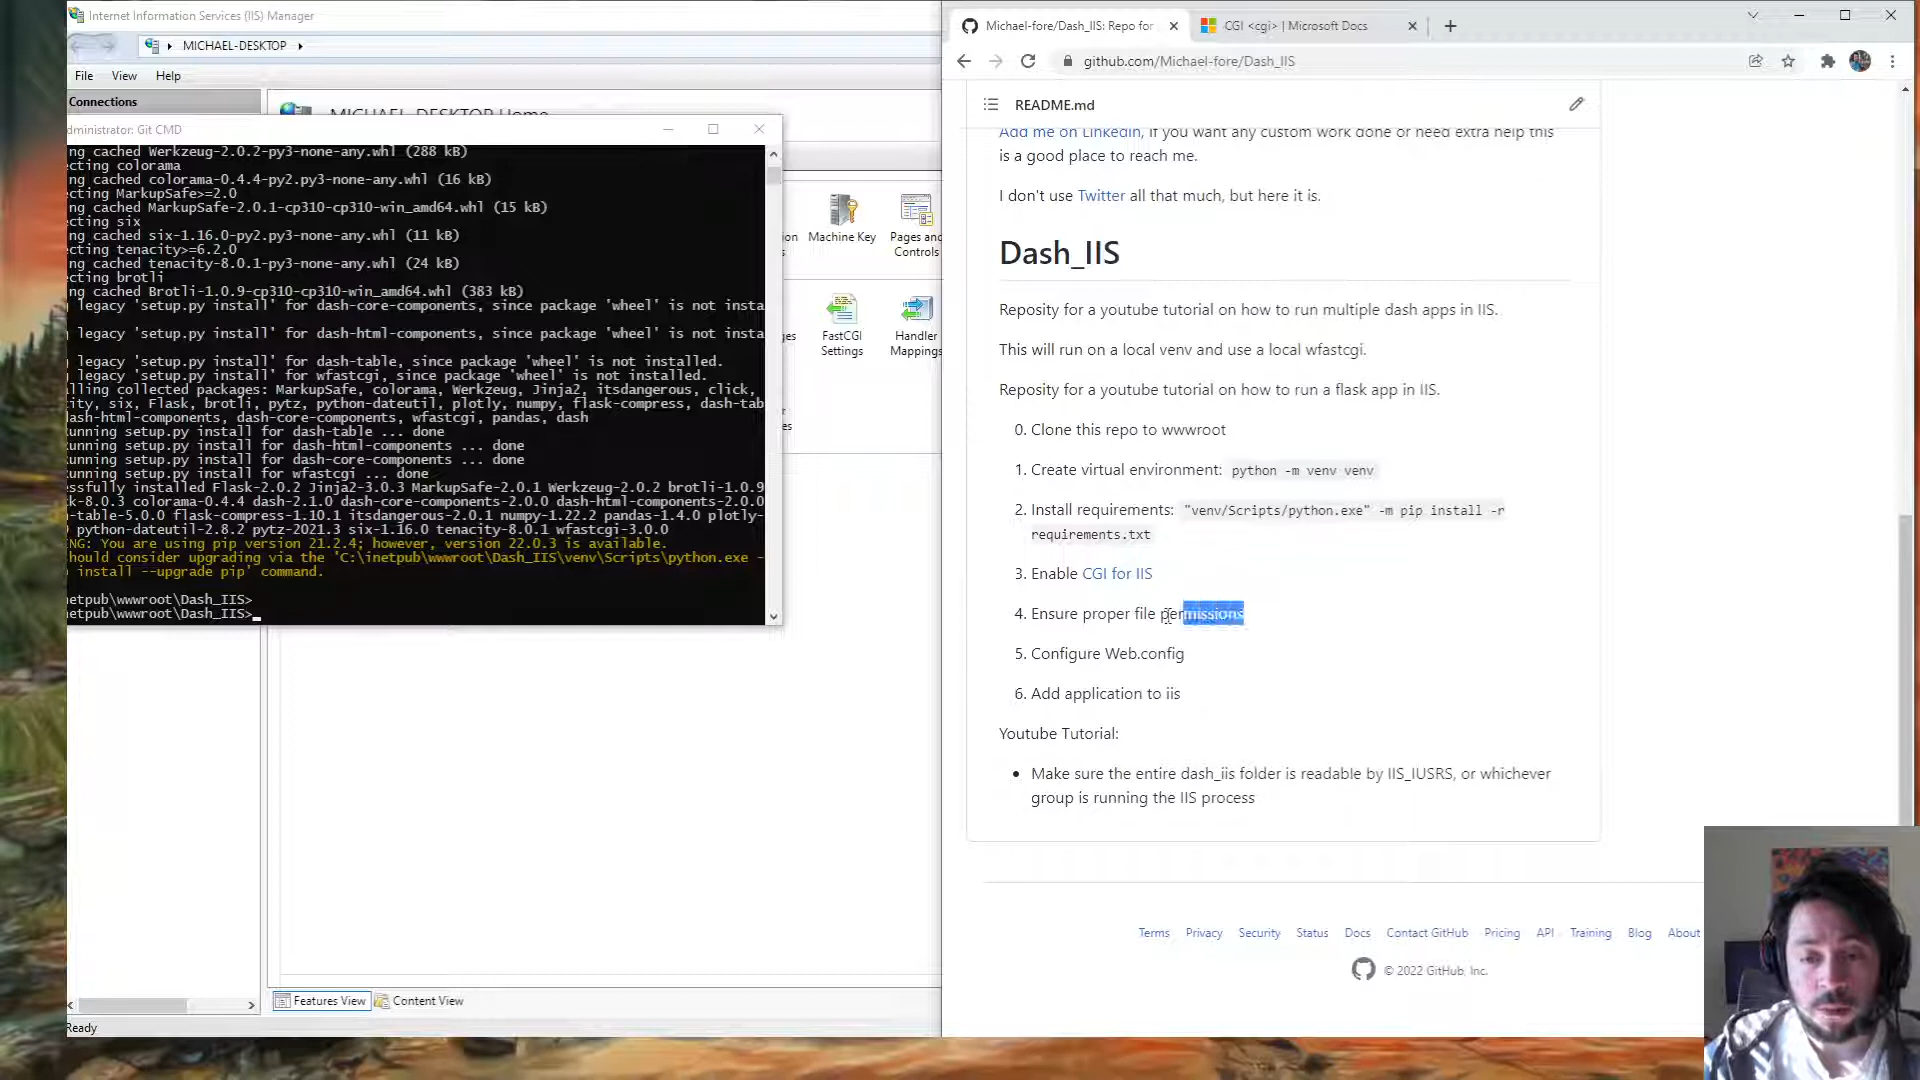 Internet Information Services (IIS) Manager
MICHAEL-DESKTOP
File View Help
Connections
MICHAEL-DESKTOP Home
dministrator: Git CMD
ng cached Werkzeug-2.0.2-py3-none-any.whl (288 kB)
ecting colorama
ng cached colorama-0.4.4-py2.py3-none-any.whl (16 kB)
ecting MarkupSafe>=2.0
ng cached MarkupSafe-2.0.1-cp310-cp310-win_amd64.whl (15 kB)
ecting six
ng cached six-1.16.0-py2.py3-none-any.whl (11 kB)
ecting tenacity>=6.2.0
ng cached tenacity-8.0.1-py3-none-any.whl (24 kB)
ecting brotli
ng cached Brotli-1.0.9-cp310-cp310-win_amd64.whl (383 kB)
legacy 'setup.py install' for dash-core-components, since package 'wheel' is not insta
legacy 'setup.py install' for dash-html-components, since package 'wheel' is not insta
legacy 'setup.py install' for dash-table, since package 'wheel' is not installed.
legacy 'setup.py install' for wfastcgi, since package 'wheel' is not installed.
lling collected packages: MarkupSafe, colorama, Werkzeug, Jinja2, itsdangerous, click,
ity, six, Flask, brotli, pytz, python-dateutil, plotly, numpy, flask-compress, dash-tab
ash-html-components, dash-core-components, wfastcgi, pandas, dash
unning setup.py install for dash-table ... done
unning setup.py install for dash-html-components ... done
unning setup.py install for dash-core-components ... done
unning setup.py install for wfastcgi ... done
essfully installed Flask-2.0.2 Jinja2-3.0.3 MarkupSafe-2.0.1 Werkzeug-2.0.2 brotli-1.0.9
k-8.0.3 colorama-0.4.4 dash-2.1.0 dash-core-components-2.0.0 dash-html-components-2.0.0
-table-5.0.0 flask-compress-1.10.1 itsdangerous-2.0.1 numpy-1.22.2 pandas-1.4.0 plotly-
python-dateutil-2.8.2 pytz-2021.3 six-1.16.0 tenacity-8.0.1 wfastcgi-3.0.0
NG: You are using pip version 21.2.4; however, version 22.0.3 is available.
hould consider upgrading via the 'C:\inetpub\wwwroot\Dash_IIS\venv\Scripts\python.exe -
install --upgrade pip' command.
etpub\wwwroot\Dash_IIS>
etpub\wwwroot\Dash_IIS>_
ion
Machine Key
Pages and
Controls
ges
FastCGI
Settings
Handler
Mappings
es
Features View
Content View
Ready
Michael-fore/Dash_IIS: Repo for
CGI <cgi> | Microsoft Docs
github.com/Michael-fore/Dash_IIS
README.md
Add me on LinkedIn, if you want any custom work done or need extra help this
is a good place to reach me.
I don't use Twitter all that much, but here it is.
Dash_IIS
Reposity for a youtube tutorial on how to run multiple dash apps in IIS.
This will run on a local venv and use a local wfastcgi.
Reposity for a youtube tutorial on how to run a flask app in IIS.
0. Clone this repo to wwwroot
1. Create virtual environment: python -m venv venv
2. Install requirements: "venv/Scripts/python.exe" -m pip install -r
requirements.txt
3. Enable CGI for IIS
4. Ensure proper file permissions
5. Configure Web.config
6. Add application to iis
Youtube Tutorial:
Make sure the entire dash_iis folder is readable by IIS_IUSRS, or whichever
group is running the IIS process
Terms Privacy Security Status Docs Contact GitHub Pricing API Training Blog About
© 2022 GitHub, Inc.